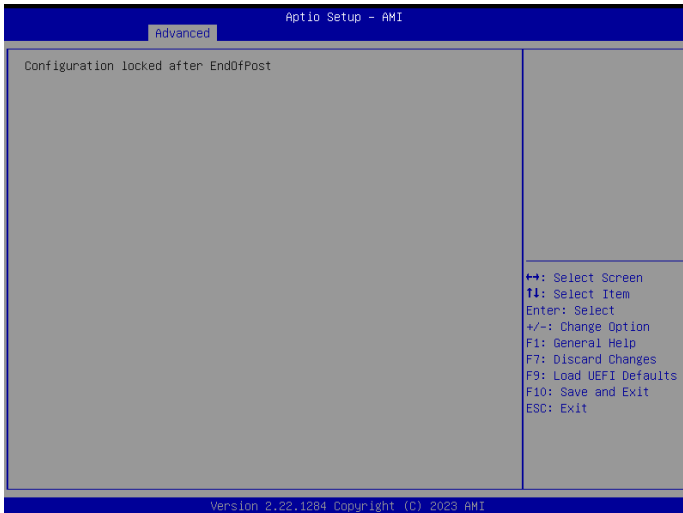 Aptio Setup – AMI
Advanced
Configuration locked after EndOfPost
↔: Select Screen
↑↓: Select Item
Enter: Select
+/-: Change Option
F1: General Help
F7: Discard Changes
F9: Load UEFI Defaults
F10: Save and Exit
ESC: Exit
Version 2.22.1284 Copyright (C) 2023 AMI